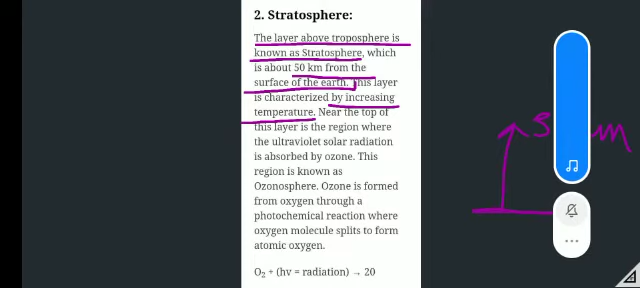 2. Stratosphere:
The layer above troposphere is
known as Stratosphere, which
is about 50 km from the
surface of the earth. This layer
is characterized by increasing
temperature. Near the top of
this layer is the region where
the ultraviolet solar radiation
is absorbed by ozone. This
region is known as
Ozonosphere. Ozone is formed
from oxygen through a
photochemical reaction where
oxygen molecule splits to form
atomic oxygen.
O₂ + (hv = radiation) → 20